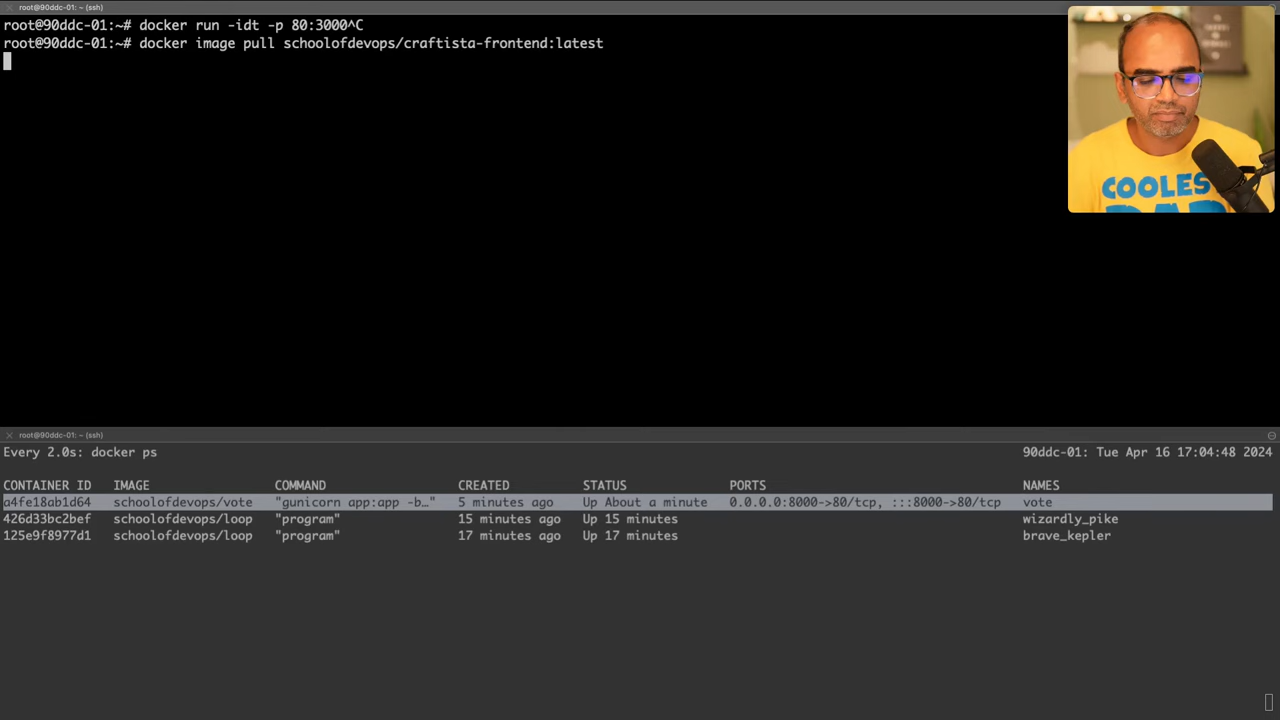 root@90ddc-01: ~ (ssh)
root@90ddc-01:~# docker run -idt -p 80:3000^C
root@90ddc-01:~# docker image pull schoolofdevops/craftista-frontend:latest
COOLES
root@90ddc-01: ~ (ssh)
Every 2.0s: docker ps 90ddc-01: Tue Apr 16 17:04:48 2024
CONTAINER ID IMAGE COMMAND CREATED STATUS PORTS NAMES
a4fe18ab1d64 schoolofdevops/vote "gunicorn app:app -b…" 5 minutes ago Up About a minute 0.0.0.0:8000->80/tcp, :::8000->80/tcp vote
426d33bc2bef schoolofdevops/loop "program" 15 minutes ago Up 15 minutes wizardly_pike
125e9f8977d1 schoolofdevops/loop "program" 17 minutes ago Up 17 minutes brave_kepler